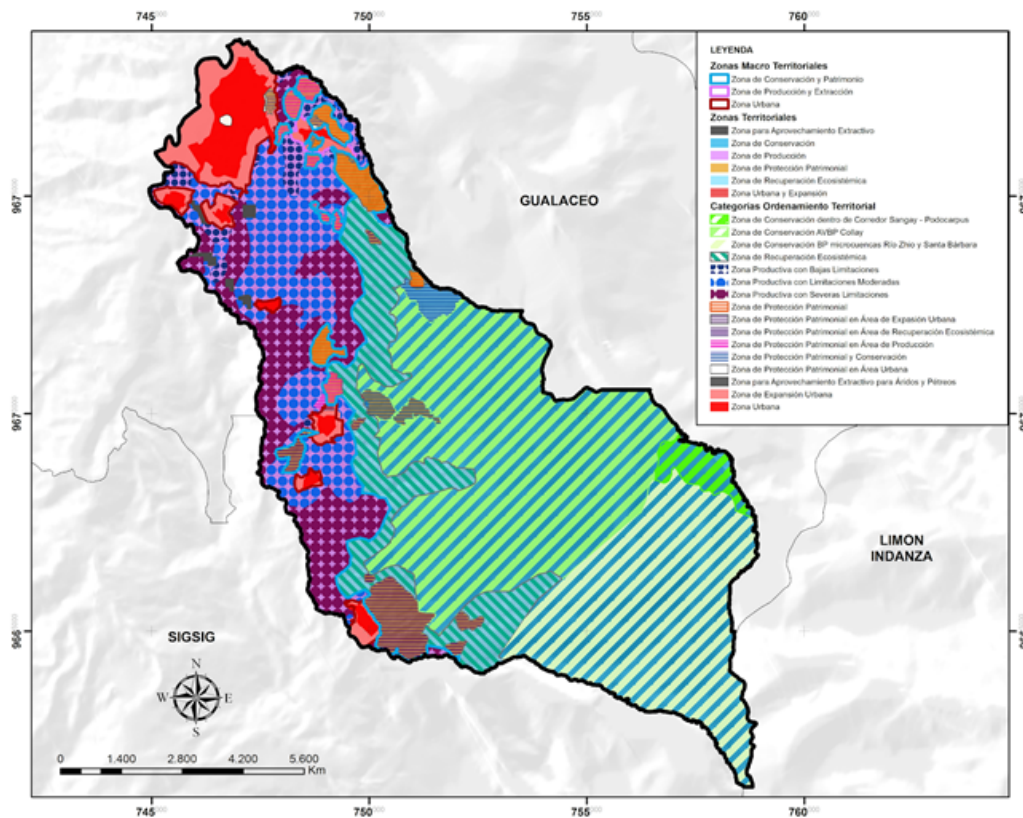 745000 750000 755000 760000
LEYENDA
Zonas Macro Territoriales
Zona de Conservación y Patrimonio
Zona de Producción y Extracción
Zona Urbana
Zonas Territoriales
Zona para Aprovechamiento Extractivo
Zona de Conservación
Zona de Producción
Zona de Protección Patrimonial
Zona de Recuperación Ecosistémica
Zona Urbana y Expansión
Categorías Ordenamiento Territorial
Zona de Conservación dentro de Corredor Sangay - Podocarpus
Zona de Conservación AVBP Collay
Zona de Conservación BP microcuencas Río Zhio y Santa Bárbara
Zona de Recuperación Ecosistémica
Zona Productiva con Bajas Limitaciones
Zona Productiva con Limitaciones Moderadas
Zona Productiva con Severas Limitaciones
Zona de Protección Patrimonial
Zona de Protección Patrimonial en Área de Expasión Urbana
Zona de Protección Patrimonial en Área de Recuperación Ecosistémica
Zona de Protección Patrimonial en Área de Producción
Zona de Protección Patrimonial y Conservación
Zona de Protección Patrimonial en Área Urbana
Zona para Aprovechamiento Extractivo para Áridos y Pétreos
Zona de Expansión Urbana
Zona Urbana
967
GUALACEO
967
LIMON
INDANZA
966
SIGSIG
N
W E
S
0 1.400 2.800 4.200 5.600
Km
745000 750000 755000 760000